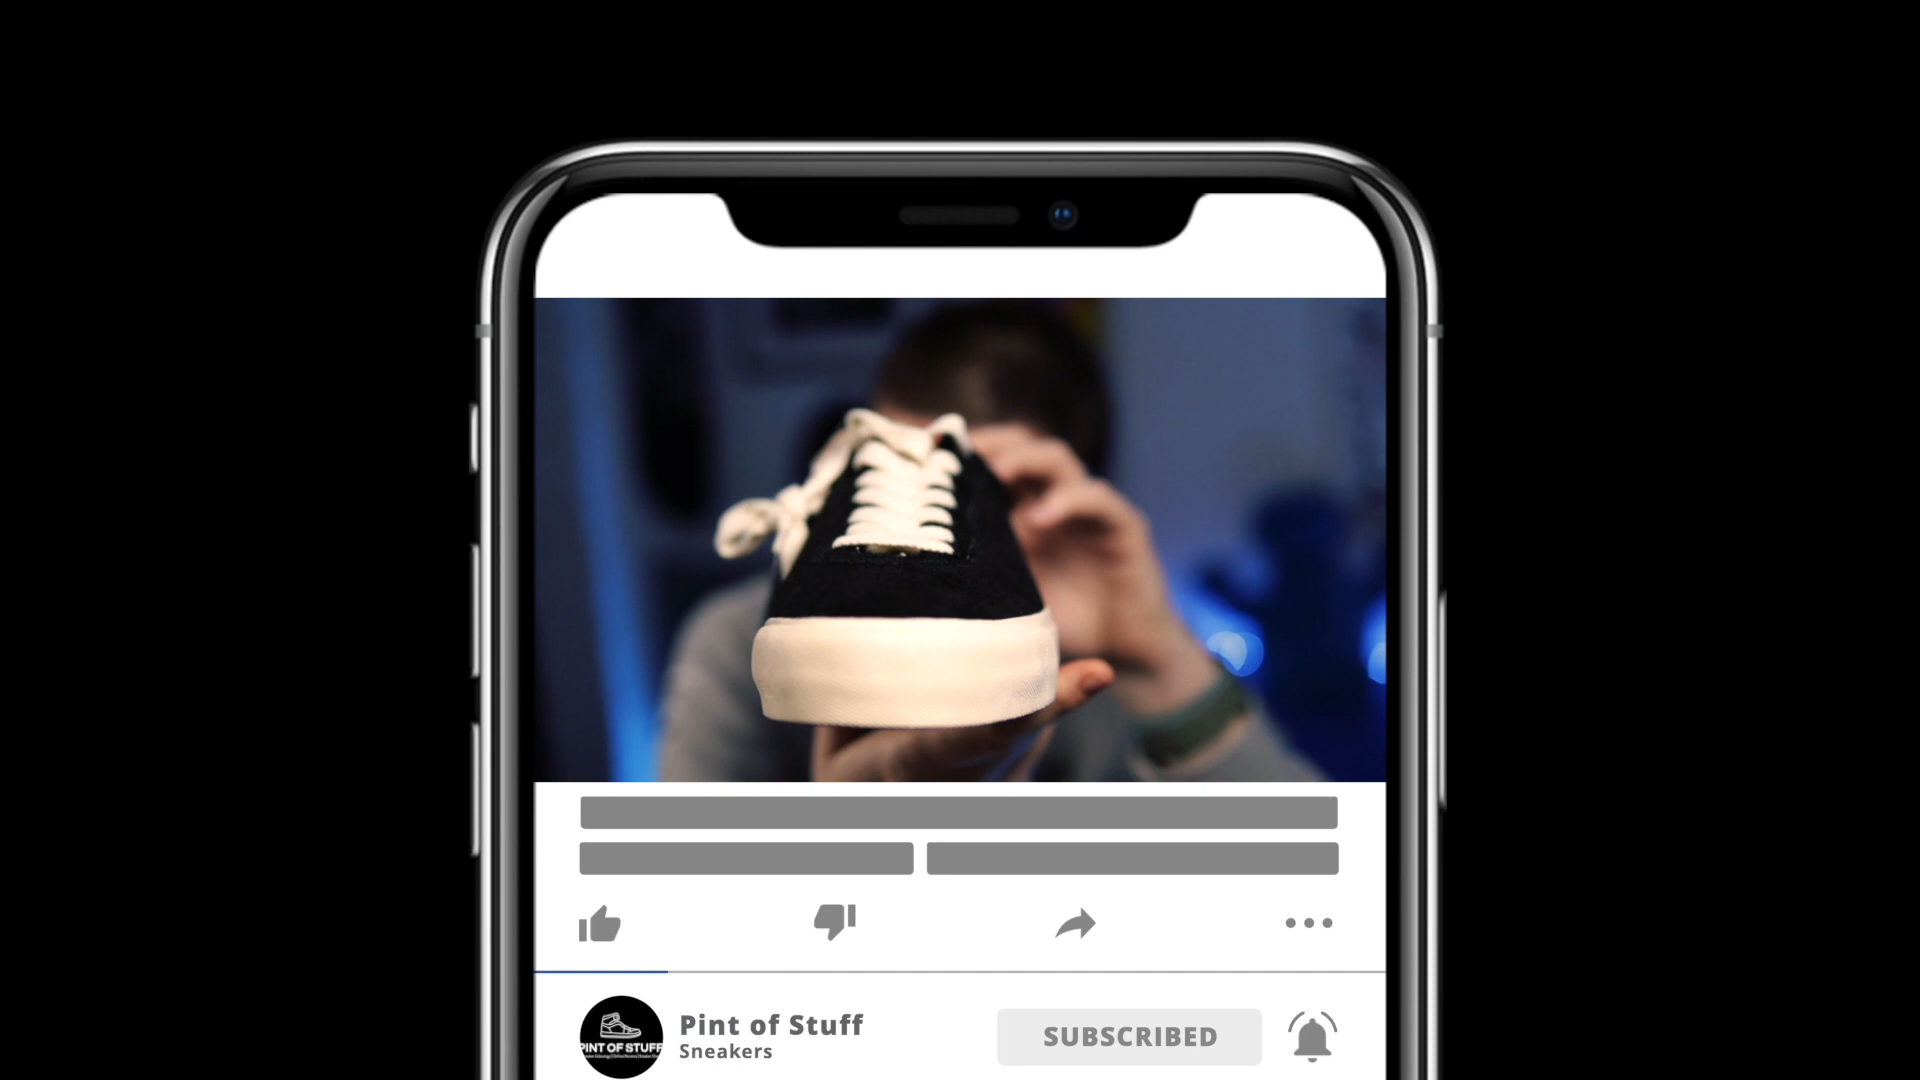 Pint of Stuff
Sneakers
SUBSCRIBED
PINT OF STUFF